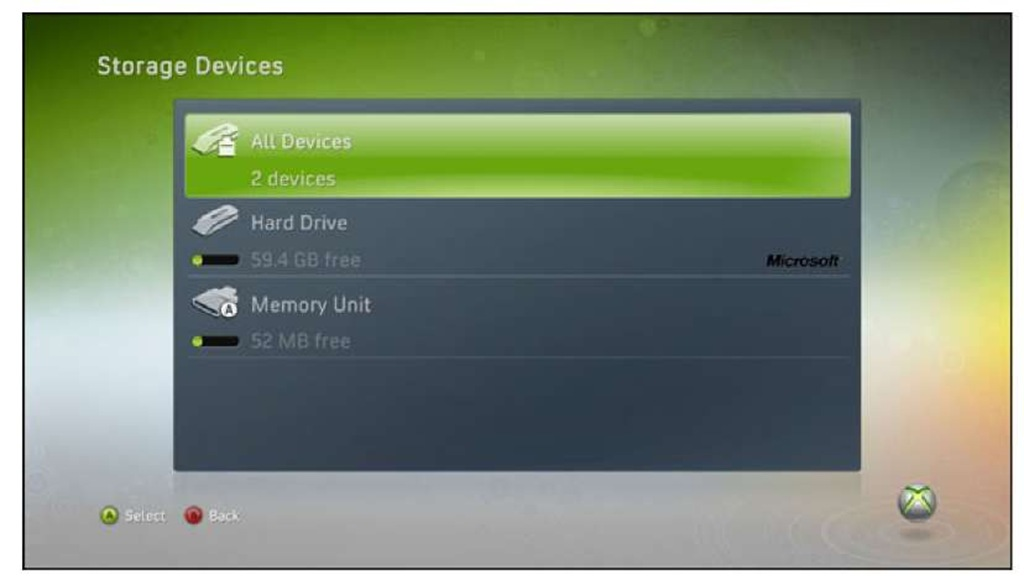 Storage Devices
All Devices
2 devices
Hard Drive
59.4 GB free
Microsoft
A
Memory Unit
52 MB free
A Select B Back